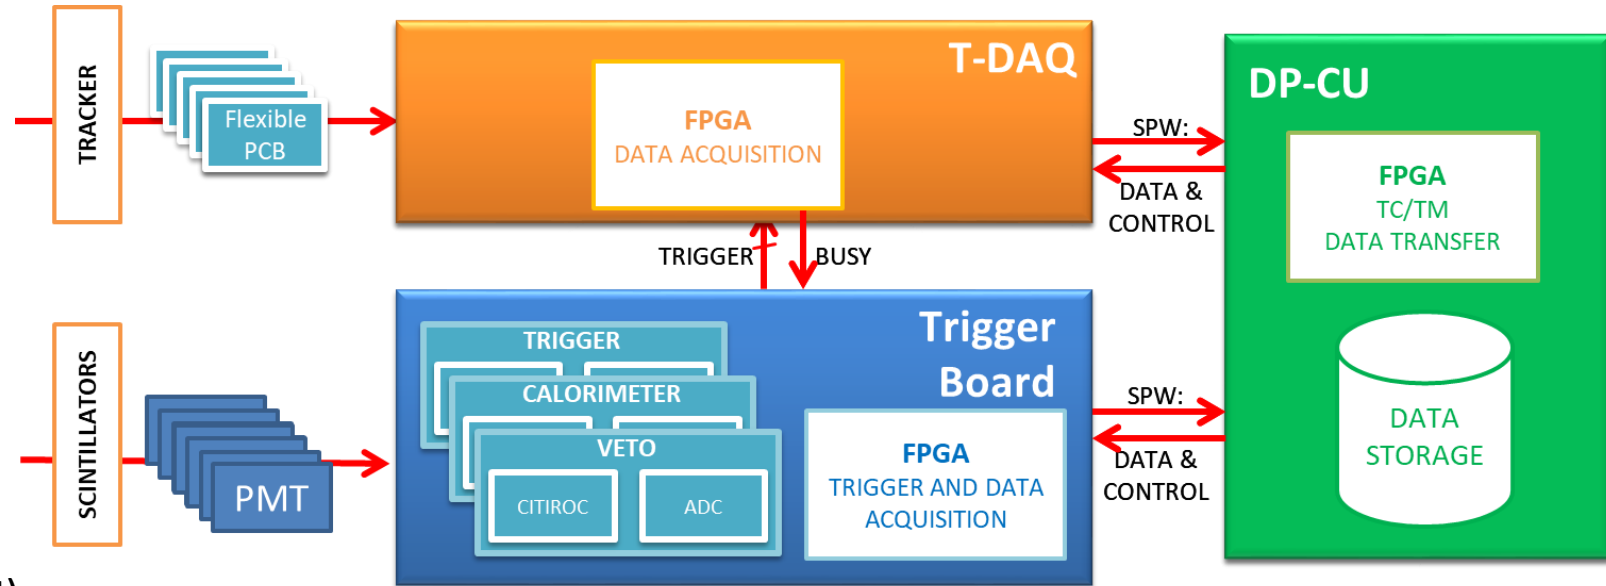 TRACKER
Flexible
PCB
T-DAQ
FPGA
DATA ACQUISITION
SPW:
DATA &
CONTROL
DP-CU
FPGA
TC/TM
DATA TRANSFER
TRIGGER
BUSY
SCINTILLATORS
PMT
Trigger
Board
TRIGGER
CALORIMETER
VETO
CITIROC
ADC
FPGA
TRIGGER AND DATA
ACQUISITION
SPW:
DATA &
CONTROL
DATA
STORAGE